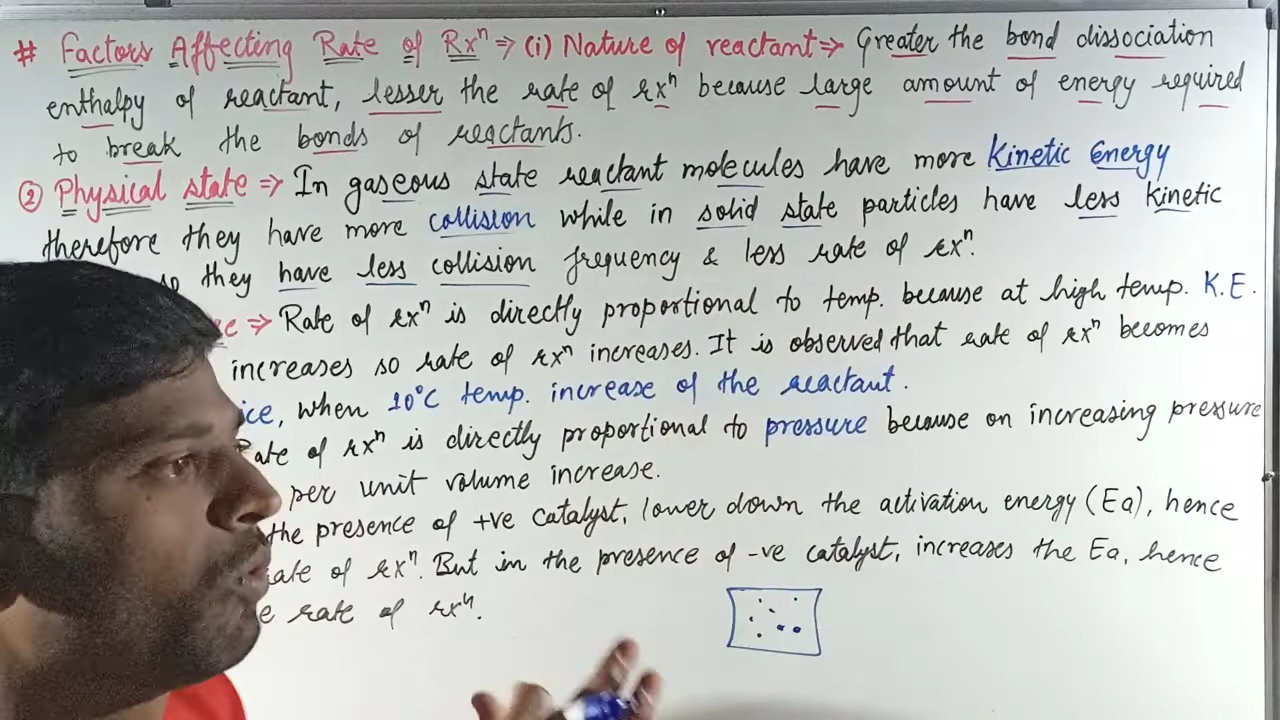 # Factors Affecting Rate of Rxⁿ ⇒ (i) Nature of reactant ⇒ Greater the bond dissociation
enthalpy of reactant, lesser the rate of rxⁿ because large amount of energy required
to break the bonds of reactants.
② Physical state ⇒ In gaseous state reactant molecules have more Kinetic Energy
therefore they have more collision while in solid state particles have less kinetic
so they have less collision frequency & less rate of rxⁿ.
⇒ Rate of rxⁿ is directly proportional to temp. because at high temp. K.E.
increases so rate of rxⁿ increases. It is observed that rate of rxⁿ becomes
when 10°C temp. increase of the reactant.
Rate of rxⁿ is directly proportional to pressure because on increasing pressure
per unit volume increase.
the presence of +ve catalyst, lower down the activation energy (Ea), hence
rate of rxⁿ. But in the presence of -ve catalyst, increases the Ea, hence
rate of rxⁿ.